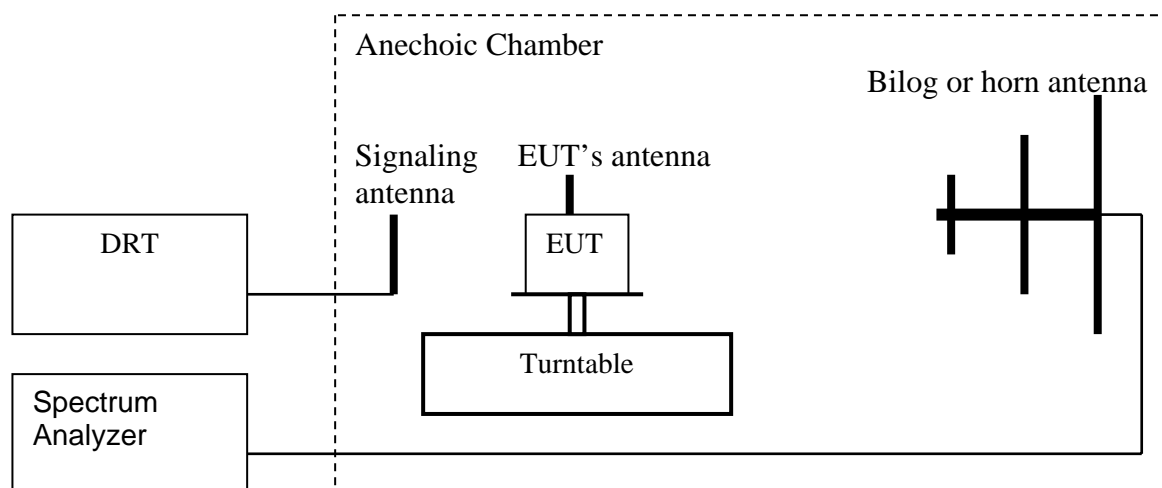 Anechoic Chamber
Bilog or horn antenna
Signaling
antenna
EUT’s antenna
DRT
EUT
Turntable
Spectrum
Analyzer